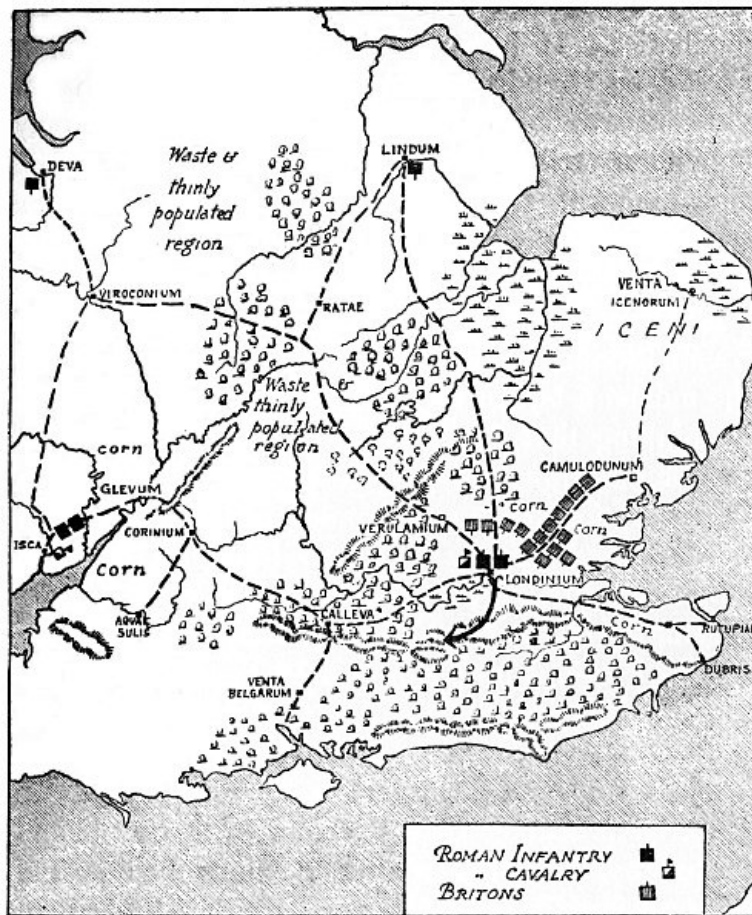 Waste &
thinly
populated
region
LINDUM
DEVA
VIROCONIUM
RATAE
VENTA
ICENORUM
ICENI
Waste &
thinly
populated
region
corn
GLEVUM
CAMULODUNUM
corn
VERULAMIUM
corn
ISCA
CORINIUM
corn
LONDINIUM
AQUAE
SULIS
CALLEVA
corn
RUTUPIAE
DUBRIS
VENTA
BELGARUM
ROMAN INFANTRY
" CAVALRY
BRITONS